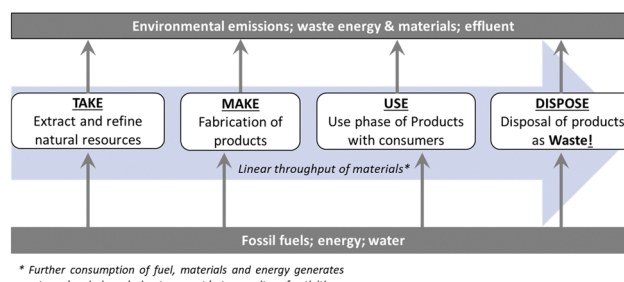 Environmental emissions; waste energy & materials; effluent
TAKE
Extract and refine
natural resources
MAKE
Fabrication of
products
USE
Use phase of Products
with consumers
DISPOSE
Disposal of products
as Waste!
Linear throughput of materials*
Fossil fuels; energy; water
* Further consumption of fuel, materials and energy generates